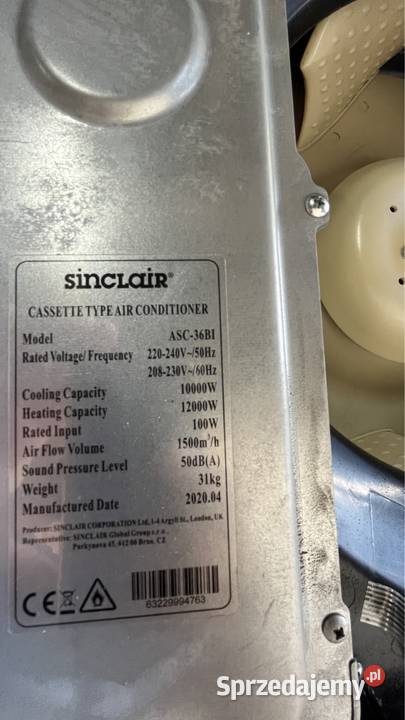 sinclair®
CASSETTE TYPE AIR CONDITIONER
Model ASC-36BI
Rated Voltage/ Frequency 220-240V~/50Hz
208-230V~/60Hz
Cooling Capacity 10000W
Heating Capacity 12000W
Rated Input 100W
Air Flow Volume 1500m³/h
Sound Pressure Level 50dB(A)
Weight 31kg
Manufactured Date 2020.04
Producer: SINCLAIR CORPORATION Ltd, 1-4 Argyll St., London, UK
Representative: SINCLAIR Global Group s.r.o.,
Purkynova 45, 612 00 Brno, CZ
CE
63229994763
Sprzedajemy.pl